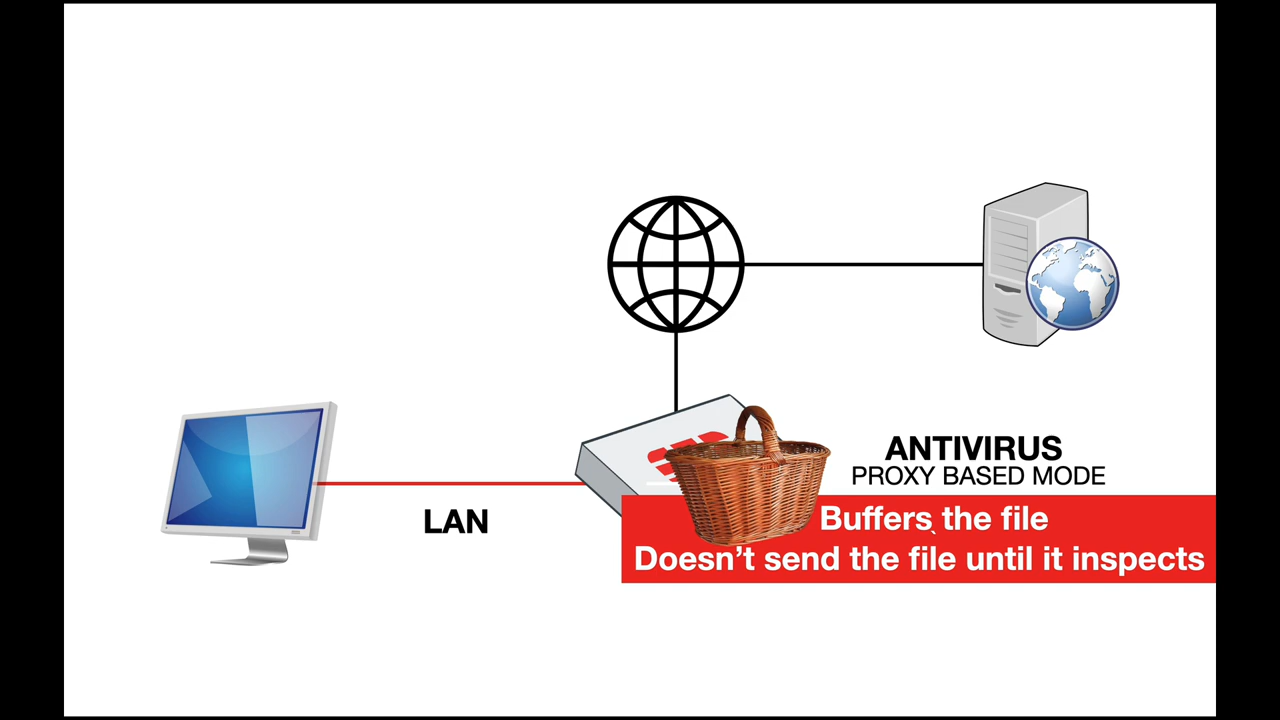 ANTIVIRUS
PROXY BASED MODE
LAN
Buffers the file
Doesn't send the file until it inspects